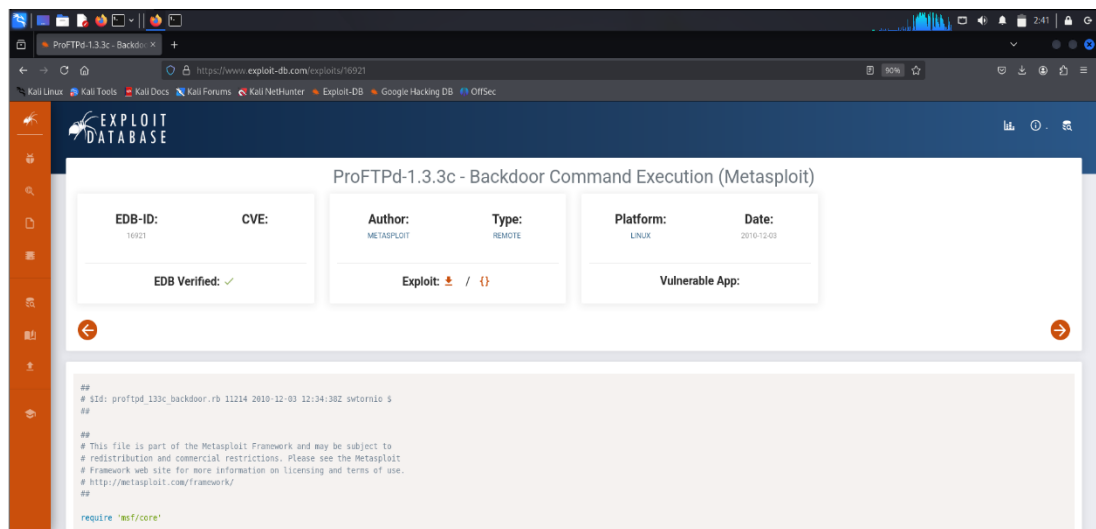 2:41
ProFTPd-1.3.3c - Backdoo
https://www.exploit-db.com/exploits/16921
90%
Kali Linux Kali Tools Kali Docs Kali Forums Kali NetHunter Exploit-DB Google Hacking DB OffSec
EXPLOIT
DATABASE
ProFTPd-1.3.3c - Backdoor Command Execution (Metasploit)
EDB-ID: CVE: Author: Type: Platform: Date:
16921 METASPLOIT REMOTE LINUX 2010-12-03
EDB Verified: ✓ Exploit: / {} Vulnerable App:
##
# $Id: proftpd_133c_backdoor.rb 11214 2010-12-03 12:34:38Z swtornio $
##
##
# This file is part of the Metasploit Framework and may be subject to
# redistribution and commercial restrictions. Please see the Metasploit
# Framework web site for more information on licensing and terms of use.
# http://metasploit.com/framework/
##
require 'msf/core'